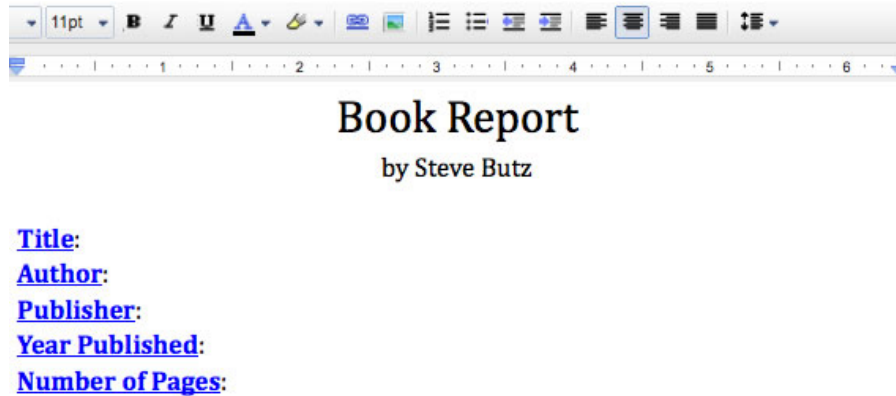 11pt B I U A
1 2 3 4 5 6
Book Report
by Steve Butz
Title:
Author:
Publisher:
Year Published:
Number of Pages: